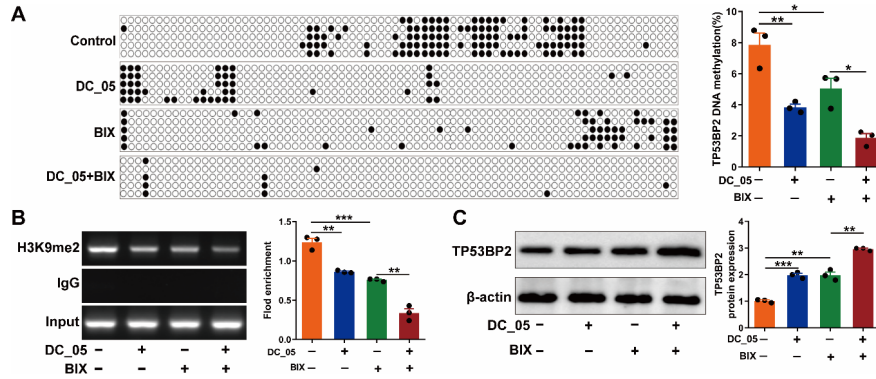 A
Control
DC_05
BIX
DC_05+BIX
TP53BP2 DNA methylation(%)
10
8
6
4
2
0
*
**
*
DC_05 – + – +
BIX – – + +
B
H3K9me2
IgG
Input
DC_05 – + – +
BIX – – + +
Flod enrichment
1.5
1.0
0.5
0.0
***
**
**
DC_05 – + – +
BIX – – + +
C
TP53BP2
β-actin
DC_05 – + – +
BIX – – + +
TP53BP2
protein expression
4
3
2
1
0
**
**
***
DC_05 – + – +
BIX – – + +